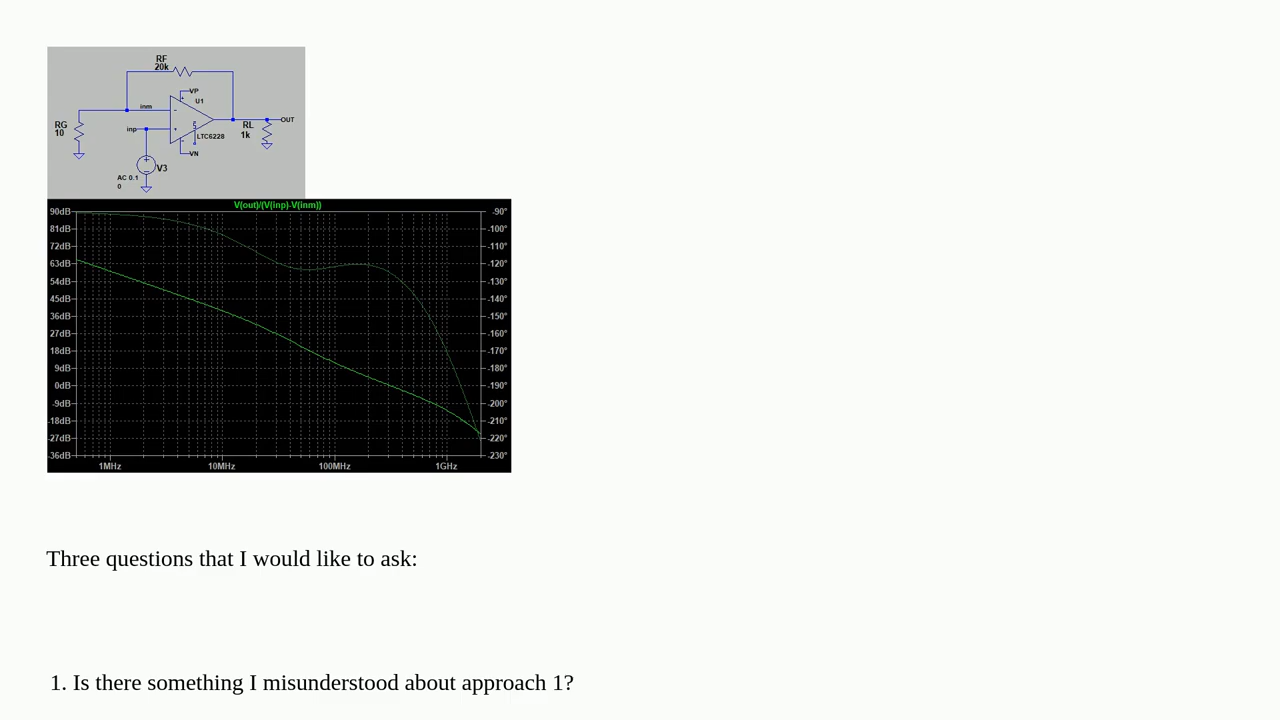 RF
20k
VP
U1
inm
RG
10
inp
RL
1k
OUT
LTC6228
VN
V3
AC 0.1
0
V(out)/(V(inp)-V(inm))
90dB -90°
81dB -100°
72dB -110°
63dB -120°
54dB -130°
45dB -140°
36dB -150°
27dB -160°
18dB -170°
9dB -180°
0dB -190°
-9dB -200°
-18dB -210°
-27dB -220°
-36dB -230°
1MHz 10MHz 100MHz 1GHz
Three questions that I would like to ask:
1. Is there something I misunderstood about approach 1?